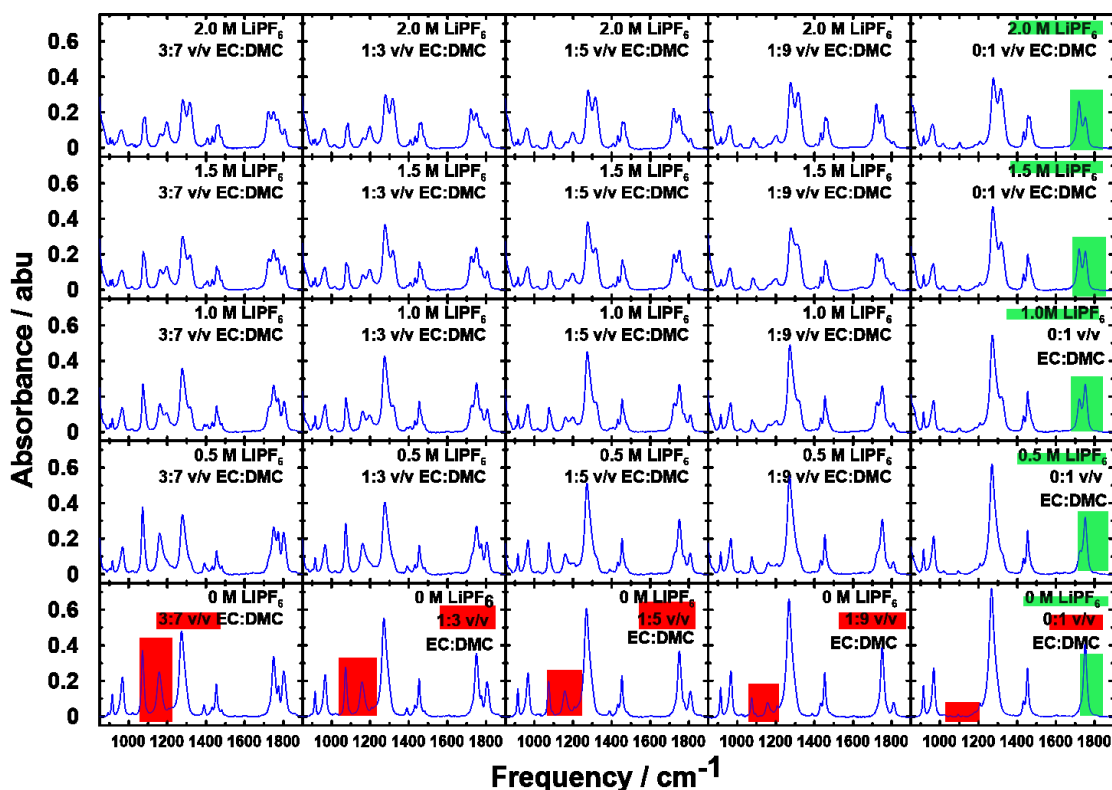 0.6
2.0 M LiPF6
2.0 M LiPF6
2.0 M LiPF6
2.0 M LiPF6
2.0 M LiPF6
3:7 v/v EC:DMC
1:3 v/v EC:DMC
1:5 v/v EC:DMC
1:9 v/v EC:DMC
0:1 v/v EC:DMC
0.4
0.2
0
0.6
1.5 M LiPF6
1.5 M LiPF6
1.5 M LiPF6
1.5 M LiPF6
1.5 M LiPF6
3:7 v/v EC:DMC
1:3 v/v EC:DMC
1:5 v/v EC:DMC
1:9 v/v EC:DMC
0:1 v/v EC:DMC
0.4
0.2
0
0.6
1.0 M LiPF6
1.0 M LiPF6
1.0 M LiPF6
1.0 M LiPF6
1.0M LiPF6
3:7 v/v EC:DMC
1:3 v/v EC:DMC
1:5 v/v EC:DMC
1:9 v/v EC:DMC
0:1 v/v
EC:DMC
0.4
0.2
0
0.6
0.5 M LiPF6
0.5 M LiPF6
0.5 M LiPF6
0.5 M LiPF6
0.5 M LiPF6
3:7 v/v EC:DMC
1:3 v/v EC:DMC
1:5 v/v EC:DMC
1:9 v/v EC:DMC
0:1 v/v
EC:DMC
0.4
0.2
0
0.6
0 M LiPF6
0 M LiPF6
0 M LiPF6
0 M LiPF6
0 M LiPF6
3:7 v/v EC:DMC
1:3 v/v
EC:DMC
1:5 v/v
EC:DMC
1:9 v/v
EC:DMC
0:1 v/v
EC:DMC
0.4
0.2
0
1000 1200 1400 1600 1800
1000 1200 1400 1600 1800
1000 1200 1400 1600 1800
1000 1200 1400 1600 1800
1000 1200 1400 1600 1800
Absorbance / abu
Frequency / cm-1